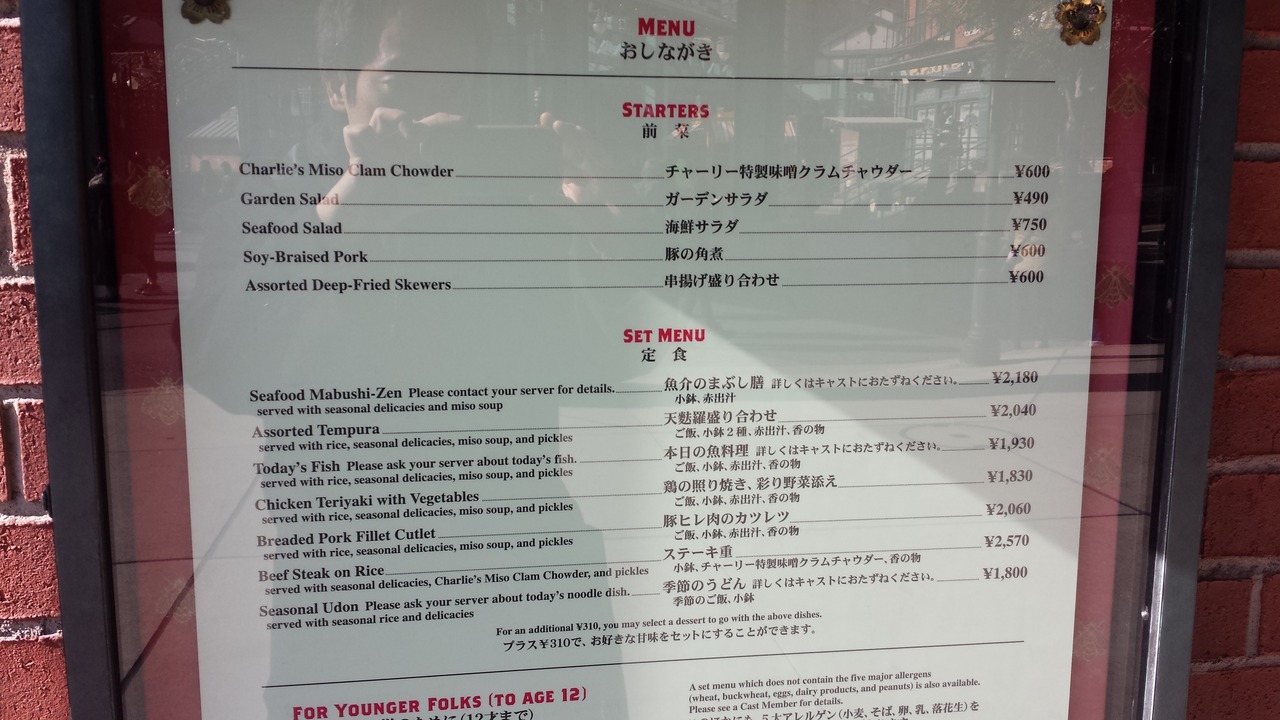 MENU
おしながき
STARTERS
前 菜
Charlie's Miso Clam Chowder チャーリー特製味噌クラムチャウダー ¥600
Garden Salad ガーデンサラダ ¥490
Seafood Salad 海鮮サラダ ¥750
Soy-Braised Pork 豚の角煮 ¥600
Assorted Deep-Fried Skewers 串揚げ盛り合わせ ¥600
SET MENU
定 食
Seafood Mabushi-Zen Please contact your server for details. 魚介のまぶし膳 詳しくはキャストにおたずねください。 ¥2,180
served with seasonal delicacies and miso soup 小鉢、赤出汁
Assorted Tempura 天麩羅盛り合わせ ¥2,040
served with rice, seasonal delicacies, miso soup, and pickles ご飯、小鉢2種、赤出汁、香の物
Today's Fish Please ask your server about today's fish. 本日の魚料理 詳しくはキャストにおたずねください。 ¥1,930
served with rice, seasonal delicacies, miso soup, and pickles ご飯、小鉢、赤出汁、香の物
Chicken Teriyaki with Vegetables 鶏の照り焼き、彩り野菜添え ¥1,830
served with rice, seasonal delicacies, miso soup, and pickles ご飯、小鉢、赤出汁、香の物
Breaded Pork Fillet Cutlet 豚ヒレ肉のカツレツ ¥2,060
served with rice, seasonal delicacies, miso soup, and pickles ご飯、小鉢、赤出汁、香の物
Beef Steak on Rice ステーキ重 ¥2,570
served with seasonal delicacies, Charlie's Miso Clam Chowder, and pickles 小鉢、チャーリー特製味噌クラムチャウダー、香の物
Seasonal Udon Please ask your server about today's noodle dish. 季節のうどん 詳しくはキャストにおたずねください。 ¥1,800
served with seasonal rice and delicacies 季節のご飯、小鉢
For an additional ¥310, you may select a dessert to go with the above dishes.
プラス¥310で、お好きな甘味をセットにすることができます。
FOR YOUNGER FOLKS (TO AGE 12)
(12才まで)
A set menu which does not contain the five major allergens
(wheat, buckwheat, eggs, dairy products, and peanuts) is also available.
Please see a Cast Member for details.
5大アレルゲン(小麦、そば、卵、乳、落花生)を